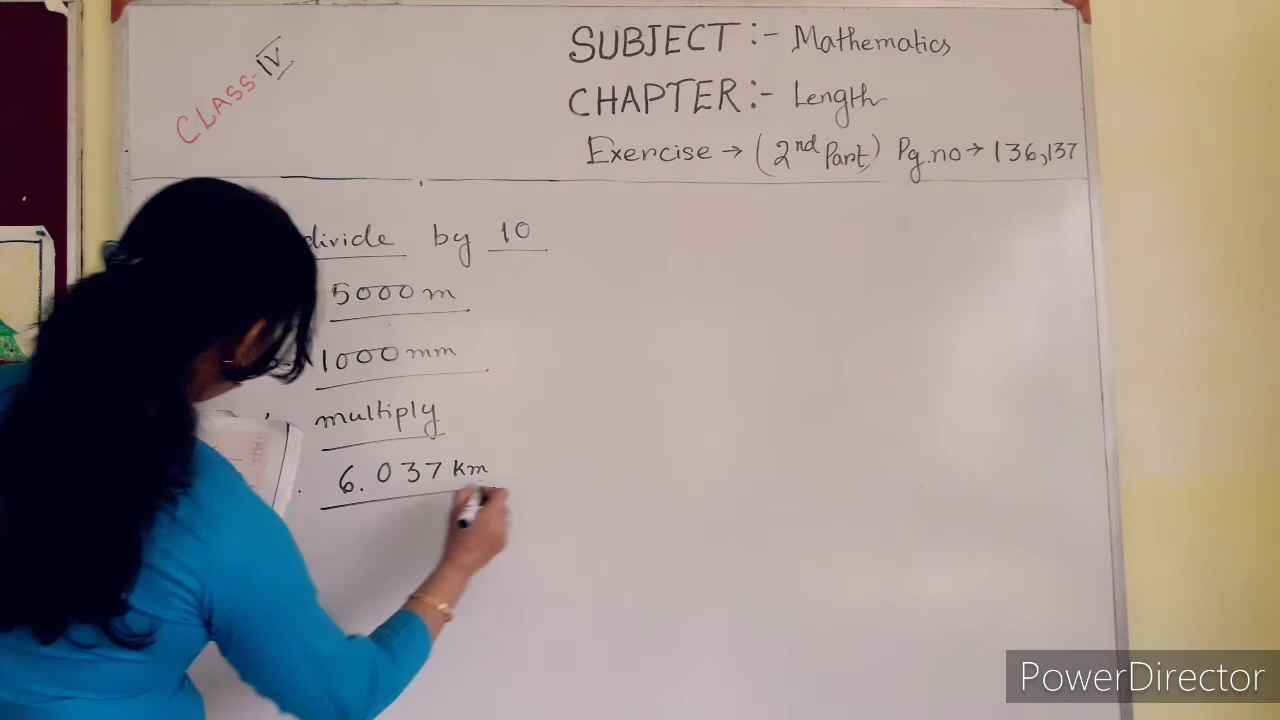 CLASS-IV
SUBJECT:- Mathematics
CHAPTER:- Length
Exercise → (2nd Part) Pg.no → 136,137
divide by 10
5000 m
1000 mm
multiply
6.037 km
PowerDirector